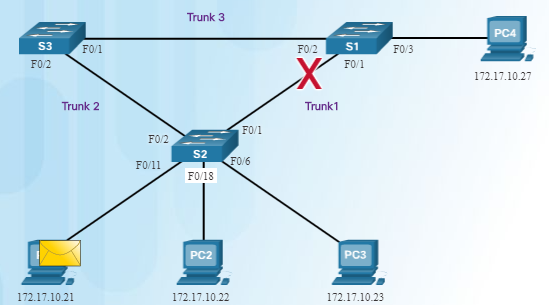 Trunk 3
S3
F0/1
F0/2
S1
F0/3
PC4
F0/2
F0/1
172.17.10.27
Trunk 2
Trunk1
F0/2
F0/1
S2
F0/11
F0/6
F0/18
PC2
PC3
172.17.10.21
172.17.10.22
172.17.10.23